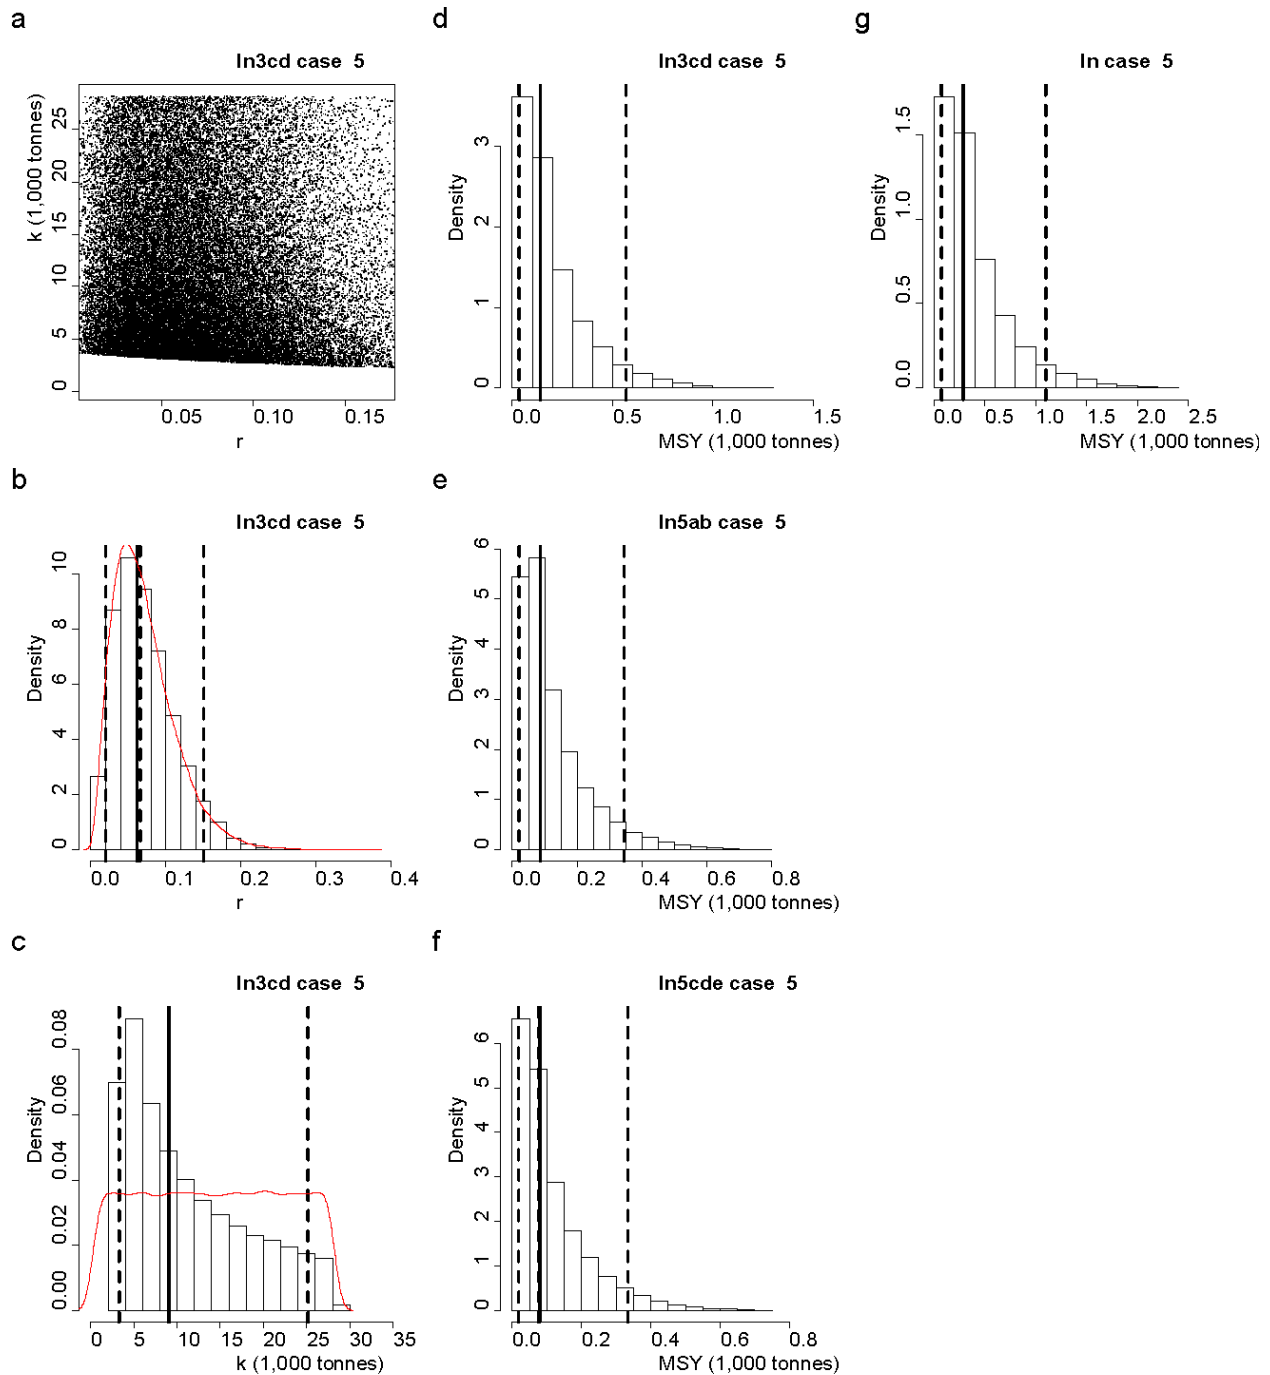 a
In3cd case 5
k (1,000 tonnes)
0 5 10 15 20 25
0.05 0.10 0.15
r
b
In3cd case 5
Density
0 2 4 6 8 10
0.0 0.1 0.2 0.3 0.4
r
c
In3cd case 5
Density
0.00 0.02 0.04 0.06 0.08
0 5 10 15 20 25 30 35
k (1,000 tonnes)
d
In3cd case 5
Density
0 1 2 3
0.0 0.5 1.0 1.5
MSY (1,000 tonnes)
e
In5ab case 5
Density
0 1 2 3 4 5 6
0.0 0.2 0.4 0.6 0.8
MSY (1,000 tonnes)
f
In5cde case 5
Density
0 1 2 3 4 5 6
0.0 0.2 0.4 0.6 0.8
MSY (1,000 tonnes)
g
In case 5
Density
0.0 0.5 1.0 1.5
0.0 0.5 1.0 1.5 2.0 2.5
MSY (1,000 tonnes)